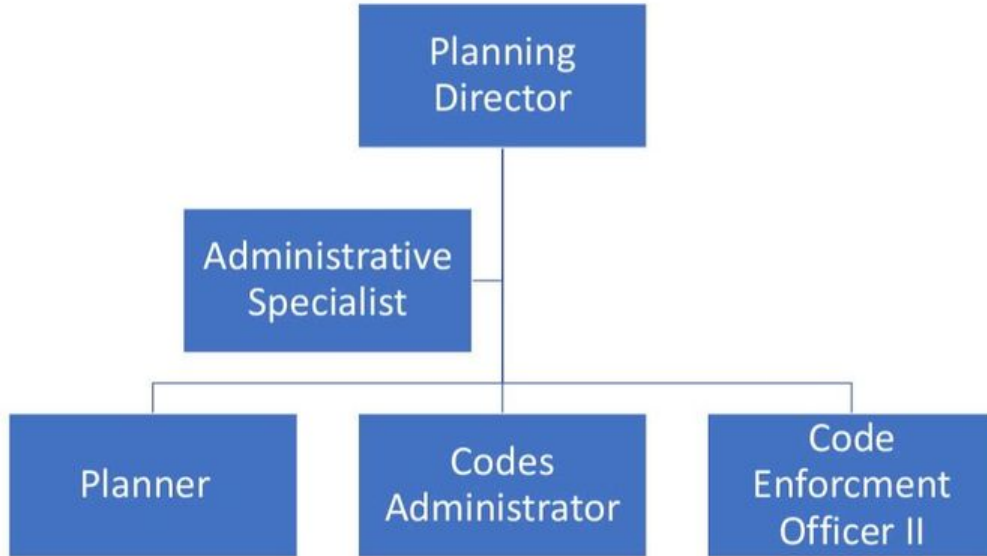 Planning
Director
Administrative
Specialist
Planner
Codes
Administrator
Code
Enforcment
Officer II